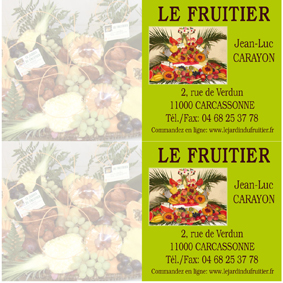 LE FRUITIER
Jean-Luc
CARAYON
2, rue de Verdun
11000 CARCASSONNE
Tél./Fax: 04 68 25 37 78
Commandez en ligne: www.lejardindufruitier.fr
LE FRUITIER
Jean-Luc
CARAYON
2, rue de Verdun
11000 CARCASSONNE
Tél./Fax: 04 68 25 37 78
Commandez en ligne: www.lejardindufruitier.fr